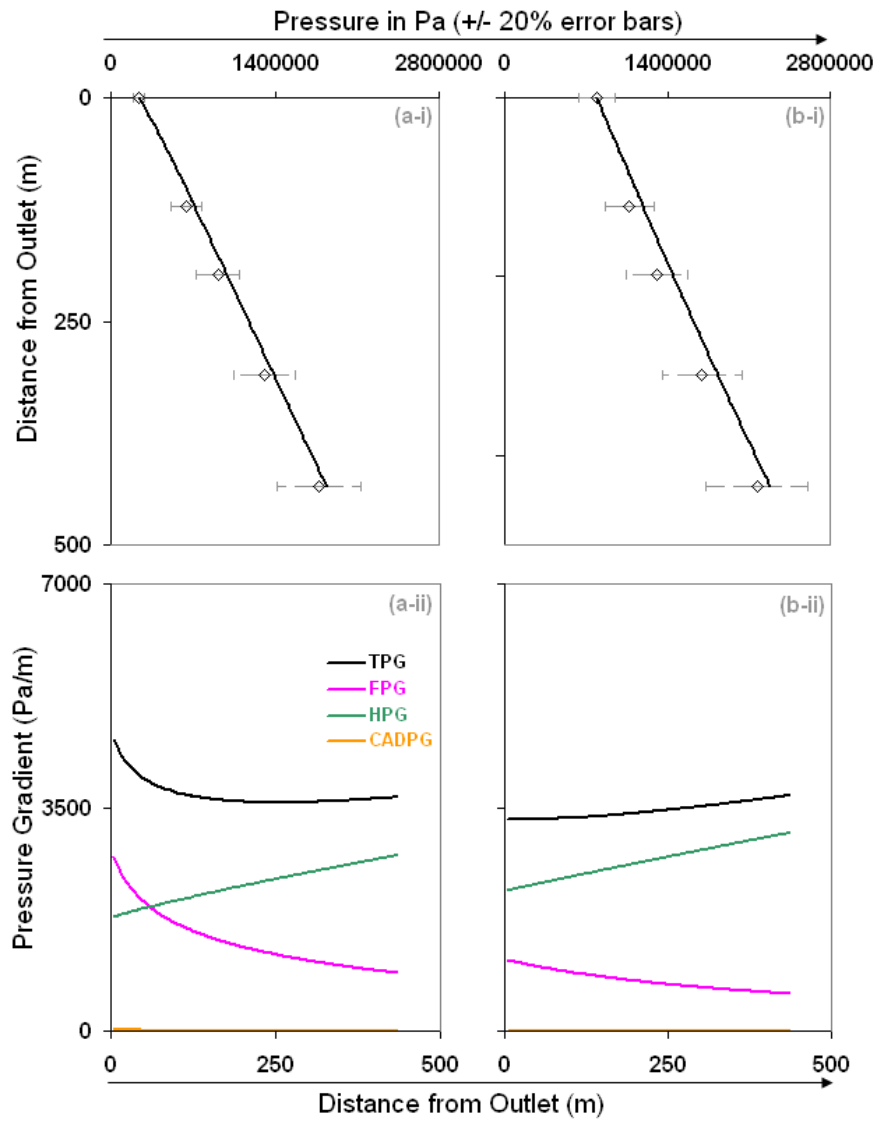 Pressure in Pa (+/- 20% error bars)
0 1400000 2800000 0 1400000 2800000
0
(a-i) (b-i)
Distance from Outlet (m)
250
500
7000
(a-ii) (b-ii)
TPG
FPG
HPG
CADPG
Pressure Gradient (Pa/m)
3500
0
0 250 500 0 250 500
Distance from Outlet (m)